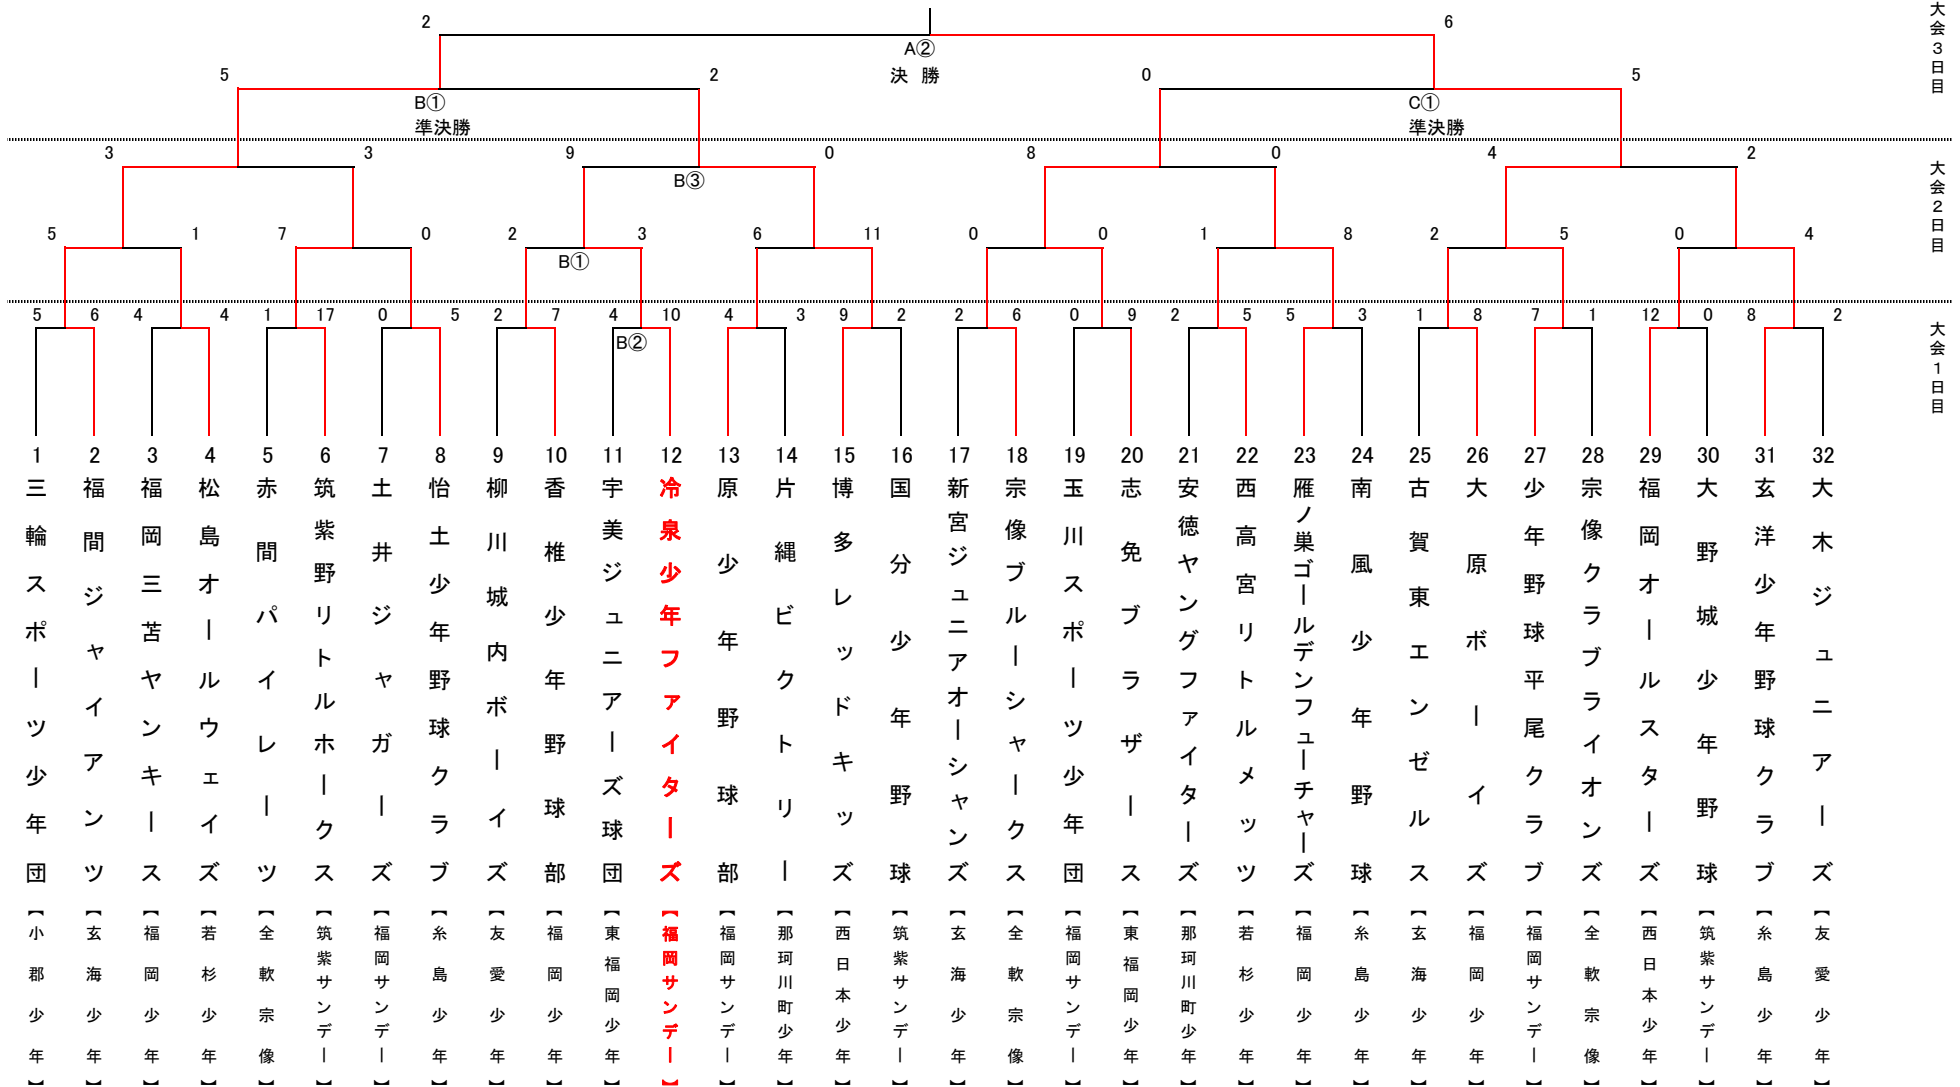 2 6
A②
決 勝
大会3日目
5 2 0 5
B① C①
準決勝 準決勝
3 3 9 0 8 0 4 2
B③
大会2日目
5 1 7 0 2 3 6 11 0 0 1 8 2 5 0 4
B①
5 6 4 4 1 17 0 5 2 7 4 10 4 3 9 2 2 6 0 9 2 5 5 3 1 8 7 1 12 0 8 2
B②
大会1日目
1 2 3 4 5 6 7 8 9 10 11 12 13 14 15 16 17 18 19 20 21 22 23 24 25 26 27 28 29 30 31 32
三輪スポーツ少年団
【小郡少年】
福間ジャイアンツ
【玄海少年】
福岡三苫ヤンキース
【福岡少年】
松島オールウェイズ
【若杉少年】
赤間パイレーツ
【全軟宗像】
筑紫野リトルホークス
【筑紫サンデー】
土井ジャガーズ
【福岡サンデー】
怡土少年野球クラブ
【糸島少年】
柳川城内ボーイズ
【友愛少年】
香椎少年野球部
【福岡少年】
宇美ジュニアーズ球団
【東福岡少年】
冷泉少年ファイターズ
【福岡サンデー】
原少年野球部
【福岡サンデー】
片縄ビクトリー
【那珂川町少年】
博多レッドキッズ
【西日本少年】
国分少年野球
【筑紫サンデー】
新宮ジュニアオーシャンズ
【玄海少年】
宗像ブルーシャークス
【全軟宗像】
玉川スポーツ少年団
【福岡サンデー】
志免ブラザース
【東福岡少年】
安徳ヤングファイターズ
【那珂川町少年】
西高宮リトルメッツ
【若杉少年】
雁ノ巣ゴールデンフューチャーズ
【福岡少年】
南風少年野球
【糸島少年】
古賀東エンゼルス
【玄海少年】
大原ボーイズ
【福岡少年】
少年野球平尾クラブ
【福岡サンデー】
宗像クラブライオンズ
【全軟宗像】
福岡オールスターズ
【西日本少年】
大野城少年野球
【筑紫サンデー】
玄洋少年野球クラブ
【糸島少年】
大木ジュニアーズ
【友愛少年】